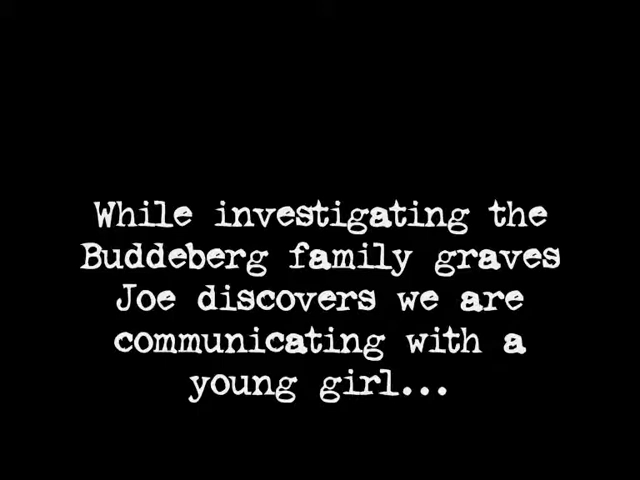 While investigating the
Buddeberg family graves
Joe discovers we are
communicating with a
young girl...